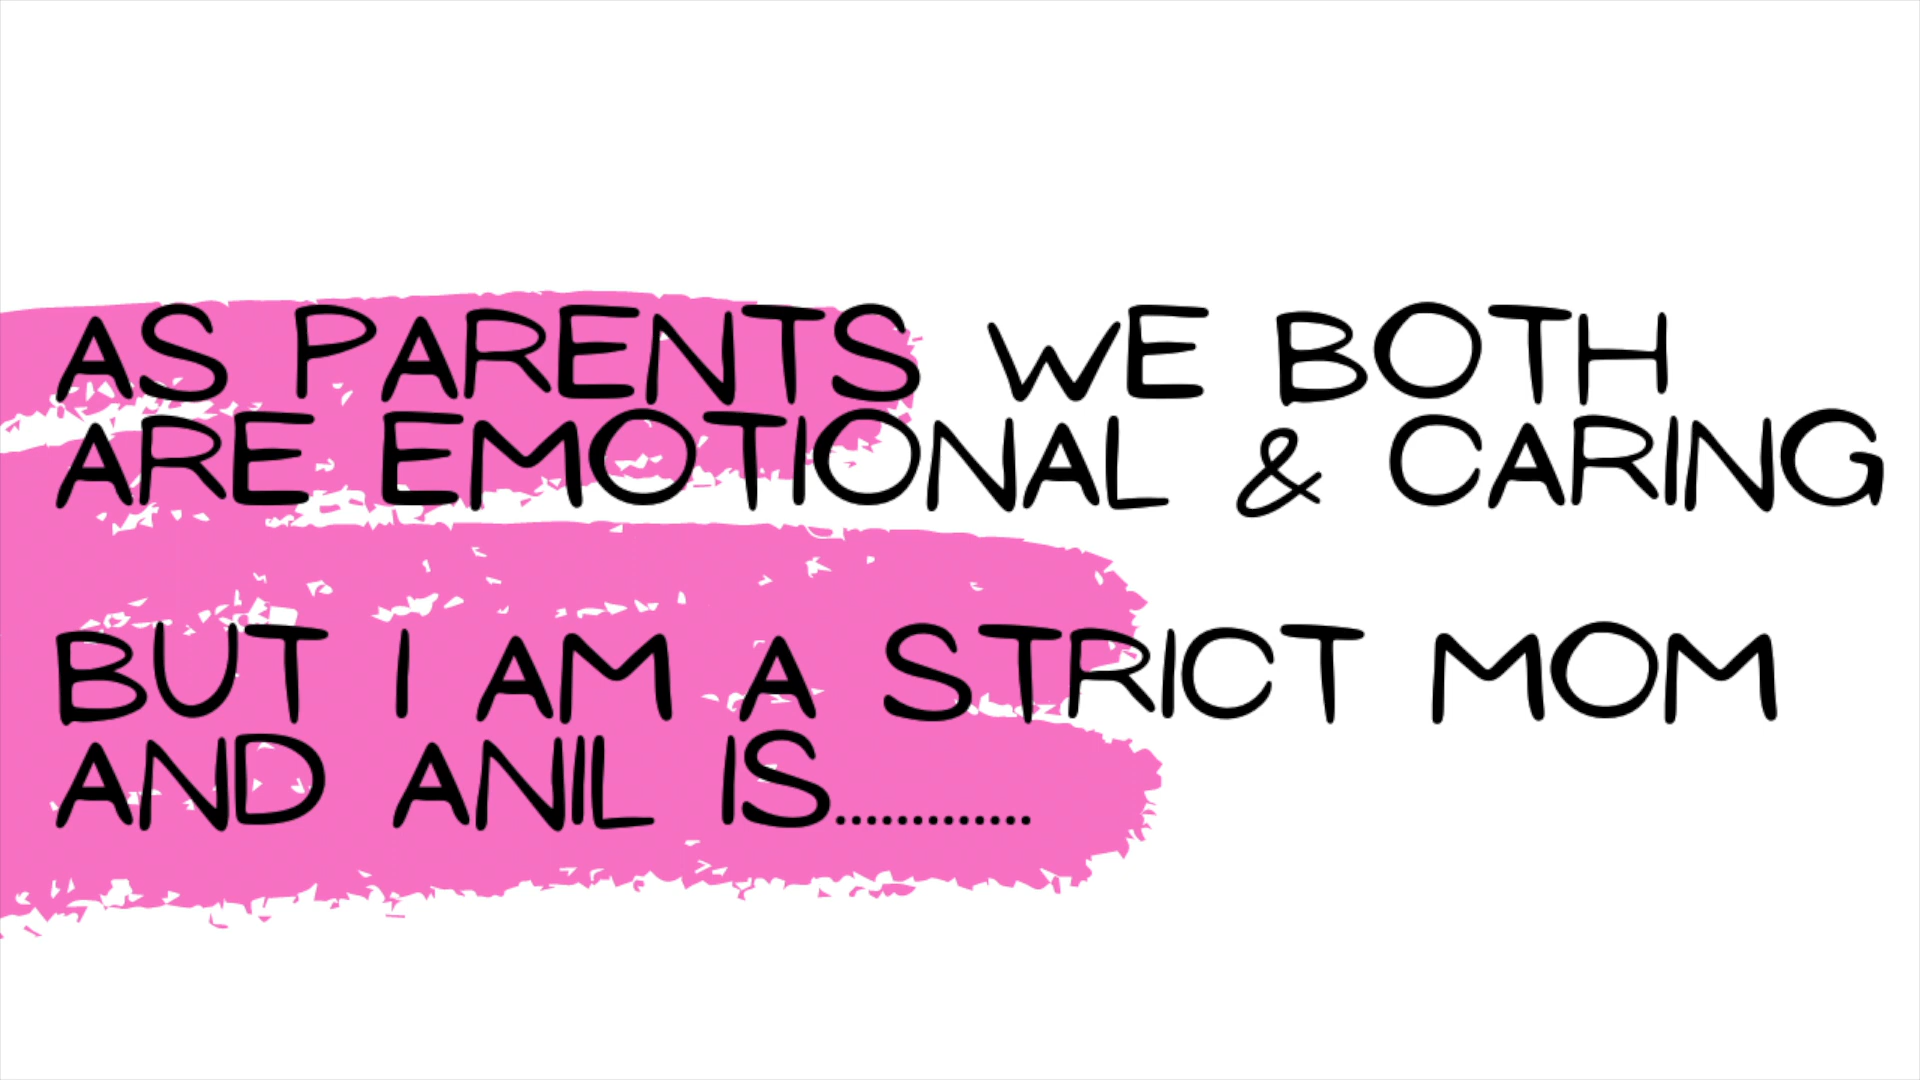 AS PARENTS WE BOTH
ARE EMOTIONAL & CARING
BUT I AM A STRICT MOM
AND ANIL IS.............